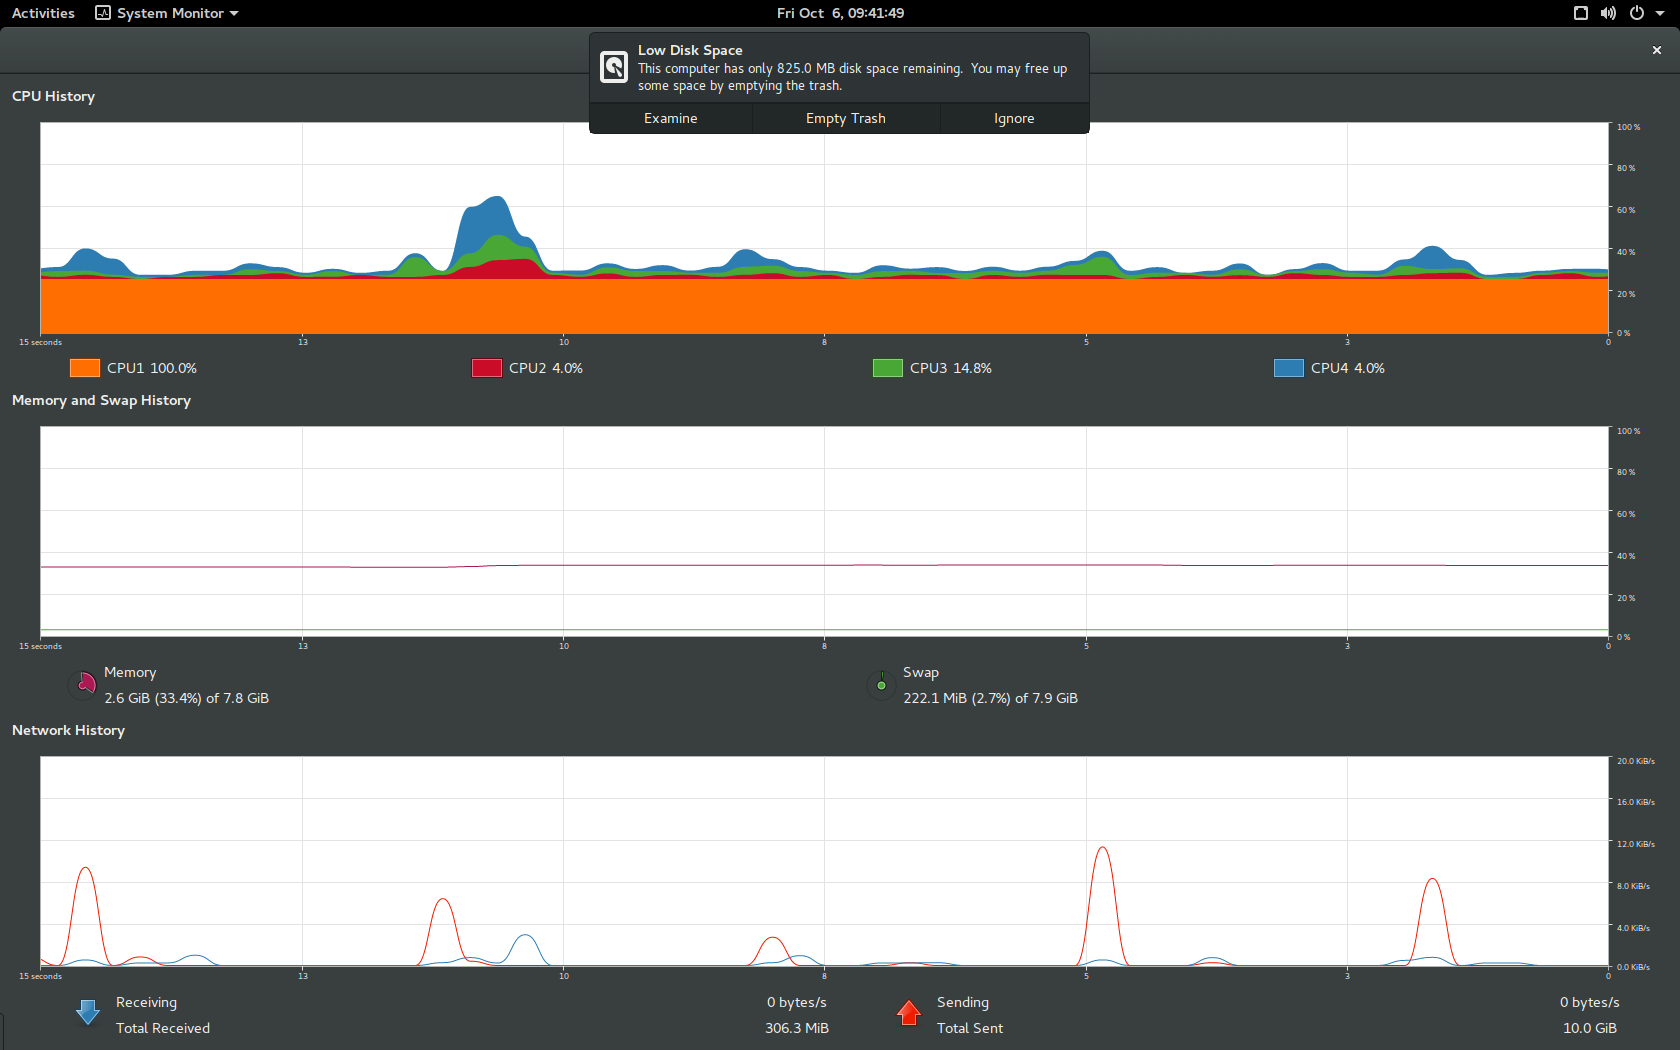 Activities
System Monitor
Fri Oct 6, 09:41:49
Low Disk Space
This computer has only 825.0 MB disk space remaining. You may free up
some space by emptying the trash.
Examine
Empty Trash
Ignore
CPU History
100 %
80 %
60 %
40 %
20 %
0 %
15 seconds
13
10
8
5
3
0
CPU1 100.0%
CPU2 4.0%
CPU3 14.8%
CPU4 4.0%
Memory and Swap History
100 %
80 %
60 %
40 %
20 %
0 %
15 seconds
13
10
8
5
3
0
Memory
2.6 GiB (33.4%) of 7.8 GiB
Swap
222.1 MiB (2.7%) of 7.9 GiB
Network History
20.0 KiB/s
16.0 KiB/s
12.0 KiB/s
8.0 KiB/s
4.0 KiB/s
0.0 KiB/s
15 seconds
13
10
8
5
3
0
Receiving
0 bytes/s
Total Received
306.3 MiB
Sending
0 bytes/s
Total Sent
10.0 GiB